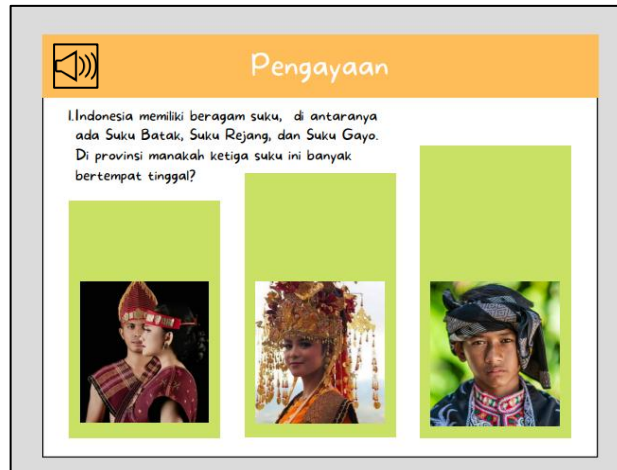 Pengayaan
1.Indonesia memiliki beragam suku, di antaranya
ada Suku Batak, Suku Rejang, dan Suku Gayo.
Di provinsi manakah ketiga suku ini banyak
bertempat tinggal?